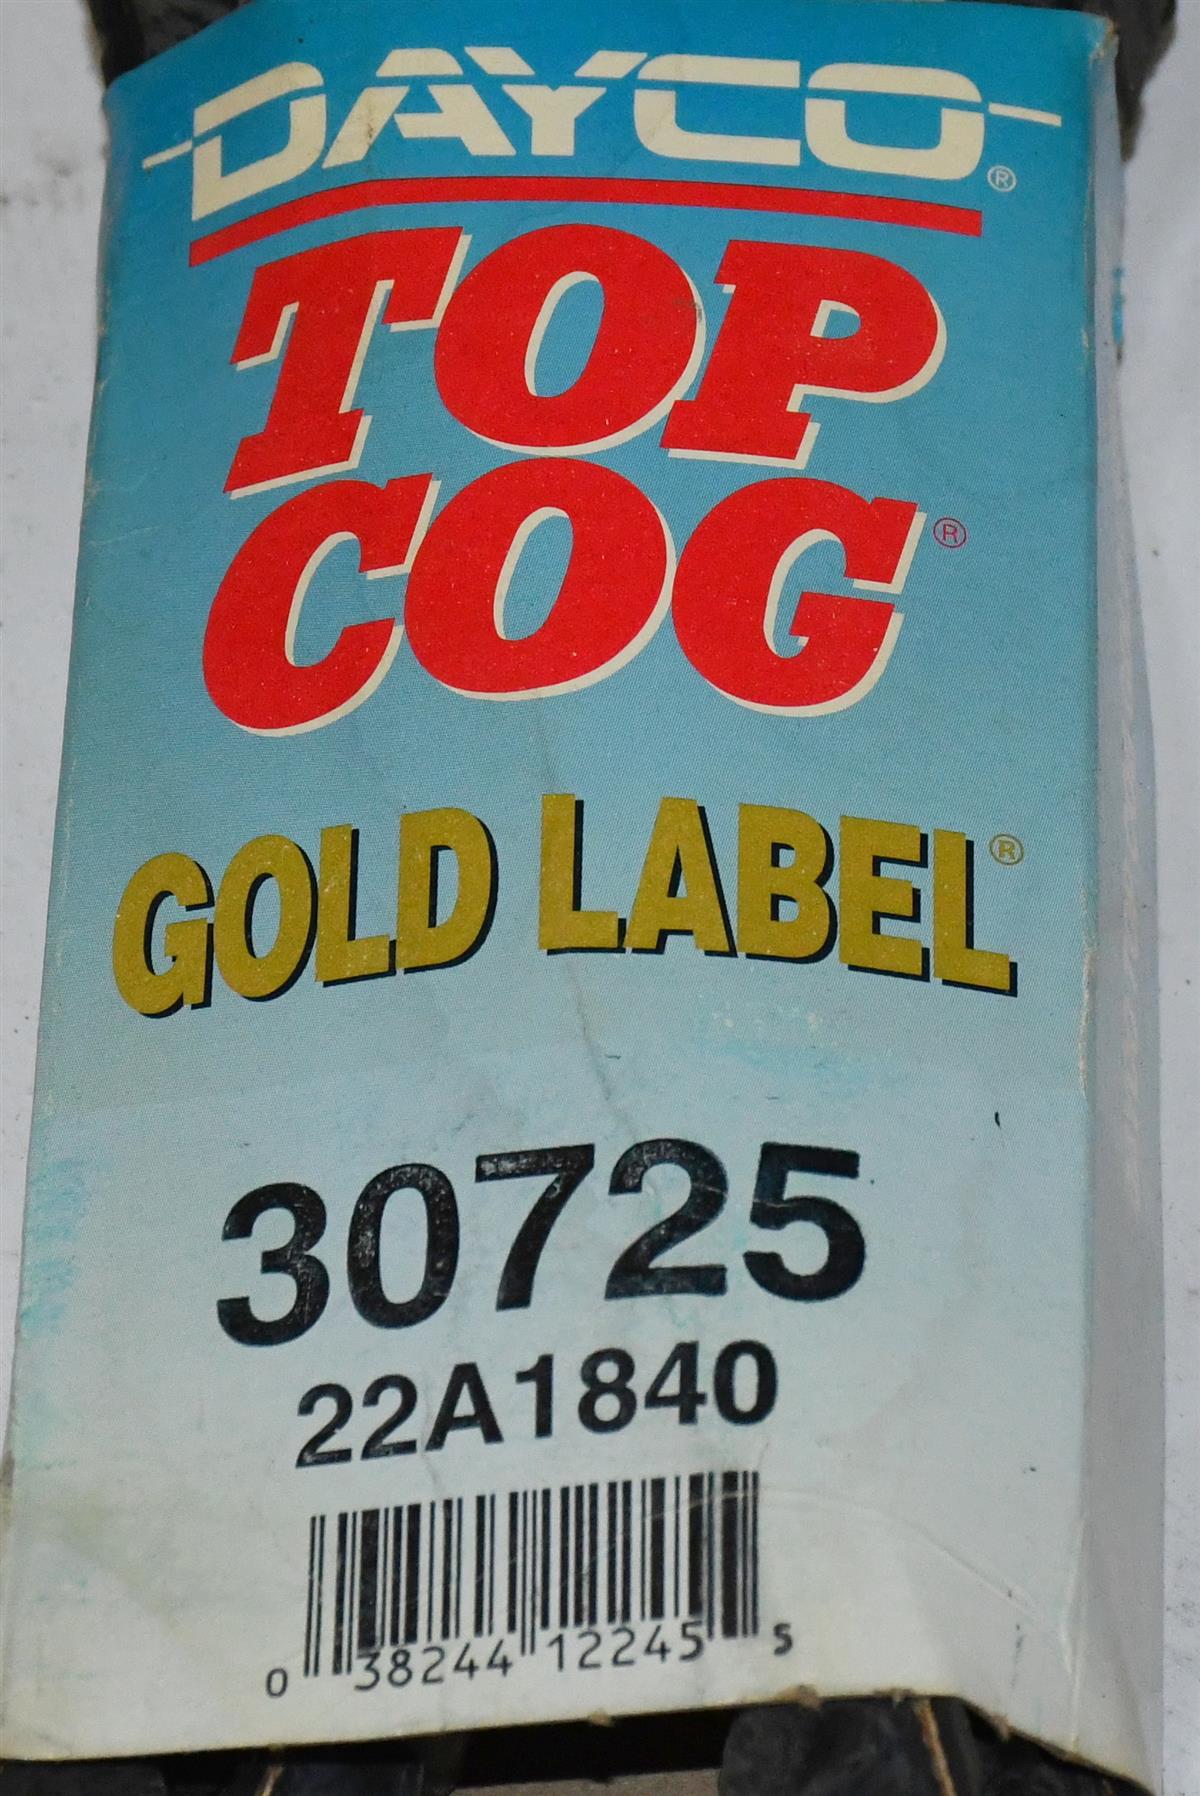 DAYCO®
TOP
COG®
GOLD LABEL®
30725
22A1840
0 38244 12245 5